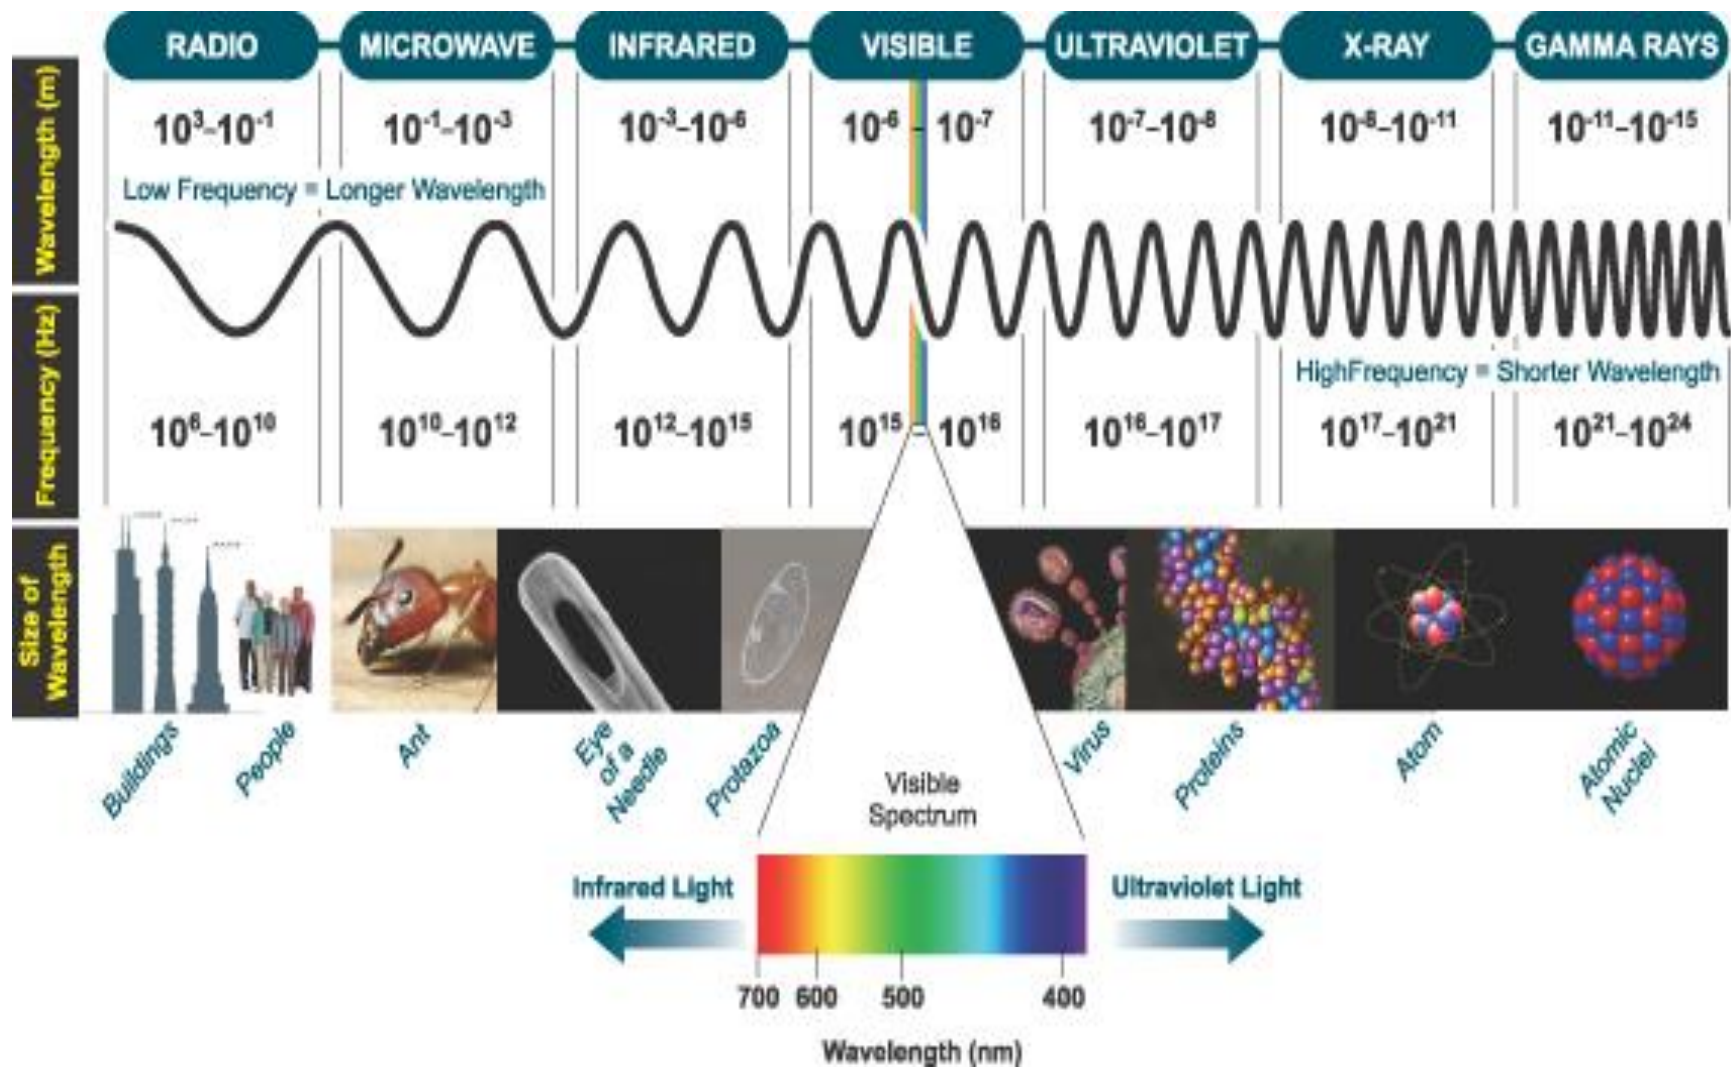 RADIO MICROWAVE INFRARED VISIBLE ULTRAVIOLET X-RAY GAMMA RAYS
Wavelength (m)
10³–10⁻¹ 10⁻¹–10⁻³ 10⁻³–10⁻⁶ 10⁻⁶ – 10⁻⁷ 10⁻⁷–10⁻⁸ 10⁻⁸–10⁻¹¹ 10⁻¹¹–10⁻¹⁵
Low Frequency = Longer Wavelength
HighFrequency = Shorter Wavelength
Frequency (Hz)
10⁶–10¹⁰ 10¹⁰–10¹² 10¹²–10¹⁵ 10¹⁵ – 10¹⁶ 10¹⁶–10¹⁷ 10¹⁷–10²¹ 10²¹–10²⁴
Size of
Wavelength
Buildings
People
Ant
Eye
of a
Needle
Protazoa
Virus
Proteins
Atom
Atomic
Nuclei
Visible
Spectrum
Infrared Light
Ultraviolet Light
700 600 500 400
Wavelength (nm)